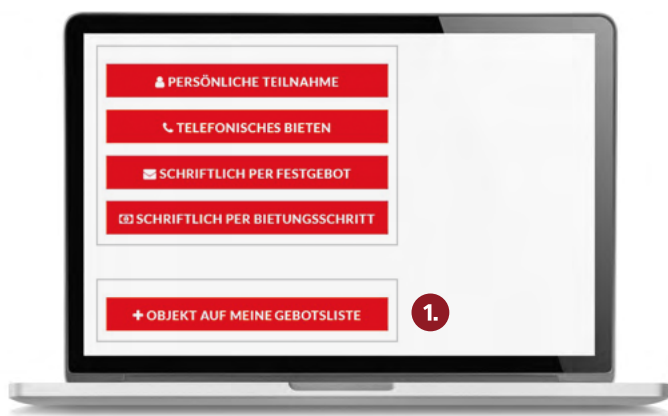 PERSÖNLICHE TEILNAHME
TELEFONISCHES BIETEN
SCHRIFTLICH PER FESTGEBOT
SCHRIFTLICH PER BIETUNGSSCHRITT
+ OBJEKT AUF MEINE GEBOTSLISTE
1.